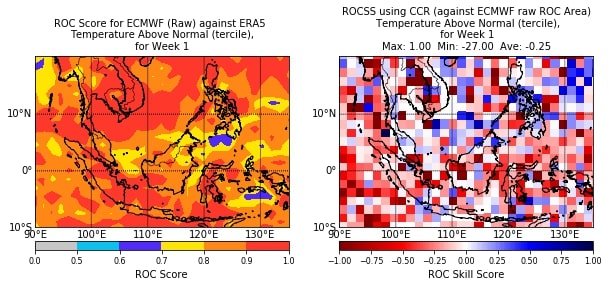 ROC Score for ECMWF (Raw) against ERA5
Temperature Above Normal (tercile),
for Week 1
10°N
0°
10°S
90°E 100°E 110°E 120°E 130°E
0.0 0.5 0.6 0.7 0.8 0.9 1.0
ROC Score
ROCSS using CCR (against ECMWF raw ROC Area)
Temperature Above Normal (tercile),
for Week 1
Max: 1.00 Min: -27.00 Ave: -0.25
10°N
0°
10°S
90°E 100°E 110°E 120°E 130°E
−1.00 −0.75 −0.50 −0.25 0.00 0.25 0.50 0.75 1.00
ROC Skill Score